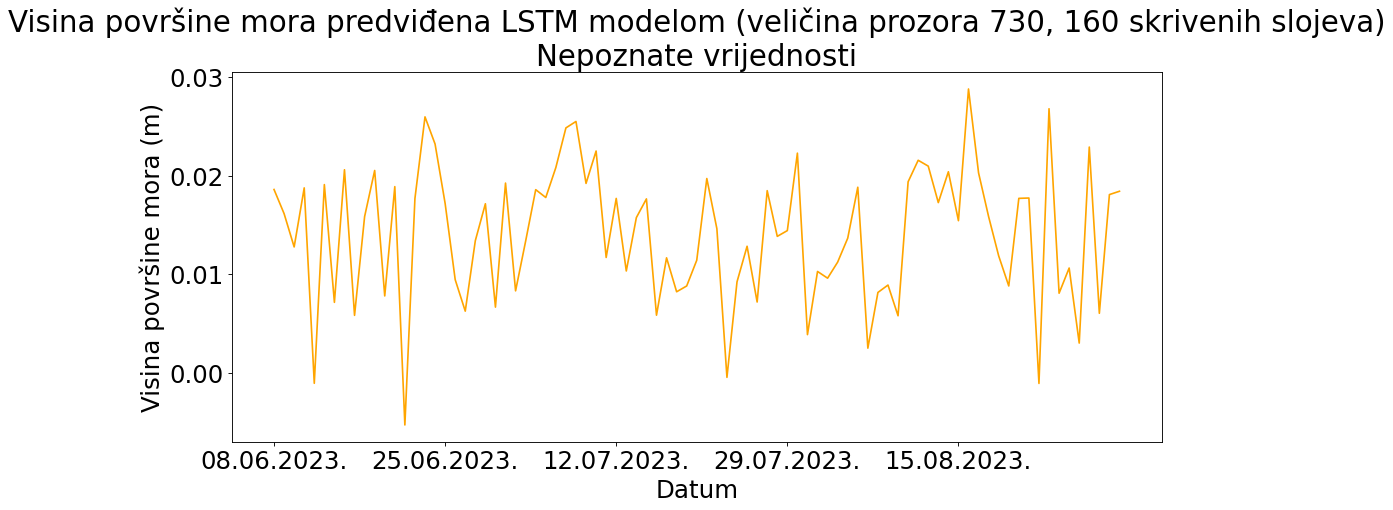 Visina površine mora predviđena LSTM modelom (veličina prozora 730, 160 skrivenih slojeva)
Nepoznate vrijednosti
Visina površine mora (m)
0.03
0.02
0.01
0.00
08.06.2023. 25.06.2023. 12.07.2023. 29.07.2023. 15.08.2023.
Datum